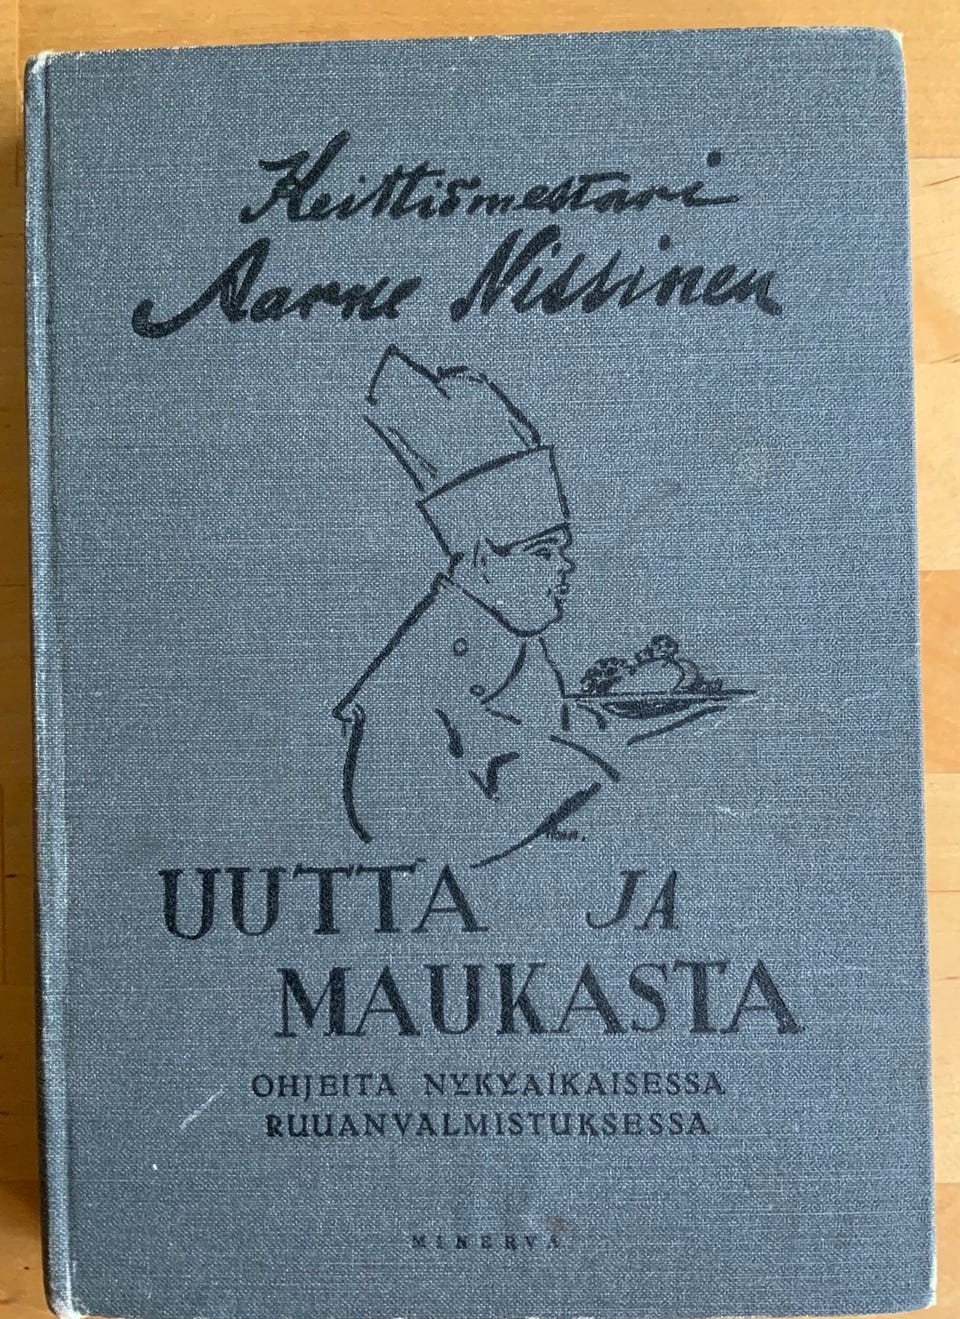 Keittiömestari
Aarne Nissinen
UUTTA JA
MAUKASTA
OHJEITA NYKYAIKAISESSA
RUUANVALMISTUKSESSA
MINERVA